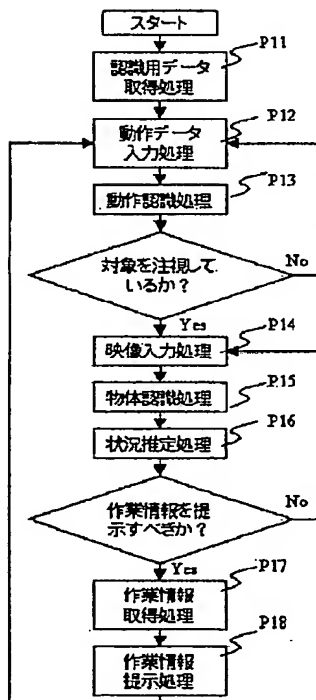 スタート
P11
認識用データ
取得処理
P12
動作データ
入力処理
P13
動作認識処理
対象を注視して
いるか?
No
Yes
P14
映像入力処理
P15
物体認識処理
P16
状況推定処理
作業情報を提
示すべきか?
No
Yes
P17
作業情報
取得処理
P18
作業情報
提示処理